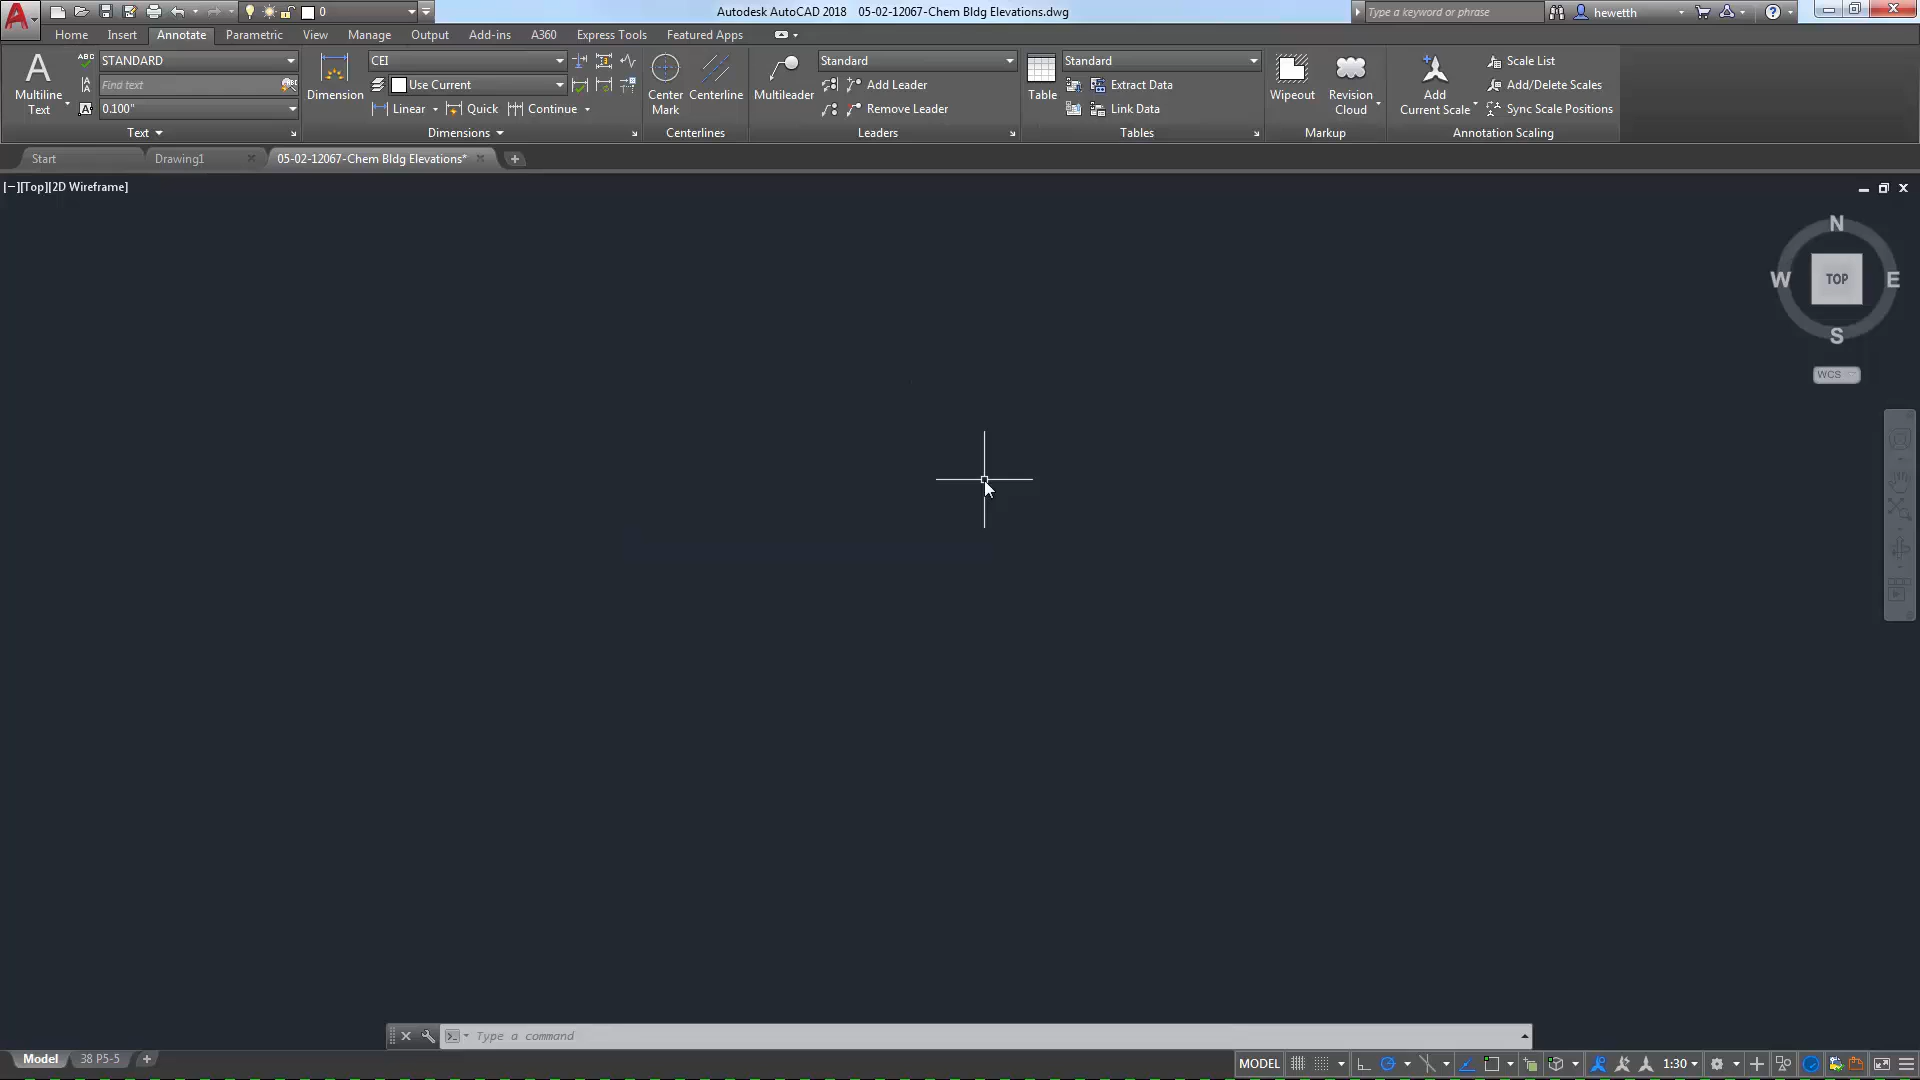 0
Autodesk AutoCAD 2018 05-02-12067-Chem Bldg Elevations.dwg
Type a keyword or phrase
hewetth
Home Insert Annotate Parametric View Manage Output Add-ins A360 Express Tools Featured Apps
Multiline Text
ABC
STANDARD
Find text
0.100"
Text
Dimension
CEI
Use Current
Linear Quick Continue
Dimensions
Center Mark
Centerline
Centerlines
Multileader
Standard
Add Leader
Remove Leader
Leaders
Table
Standard
Extract Data
Link Data
Tables
Wipeout
Revision Cloud
Markup
Add Current Scale
Scale List
Add/Delete Scales
Sync Scale Positions
Annotation Scaling
Start Drawing1 05-02-12067-Chem Bldg Elevations*
[−][Top][2D Wireframe]
N
W TOP E
S
WCS
Type a command
Model 38 P5-5
MODEL 1:30